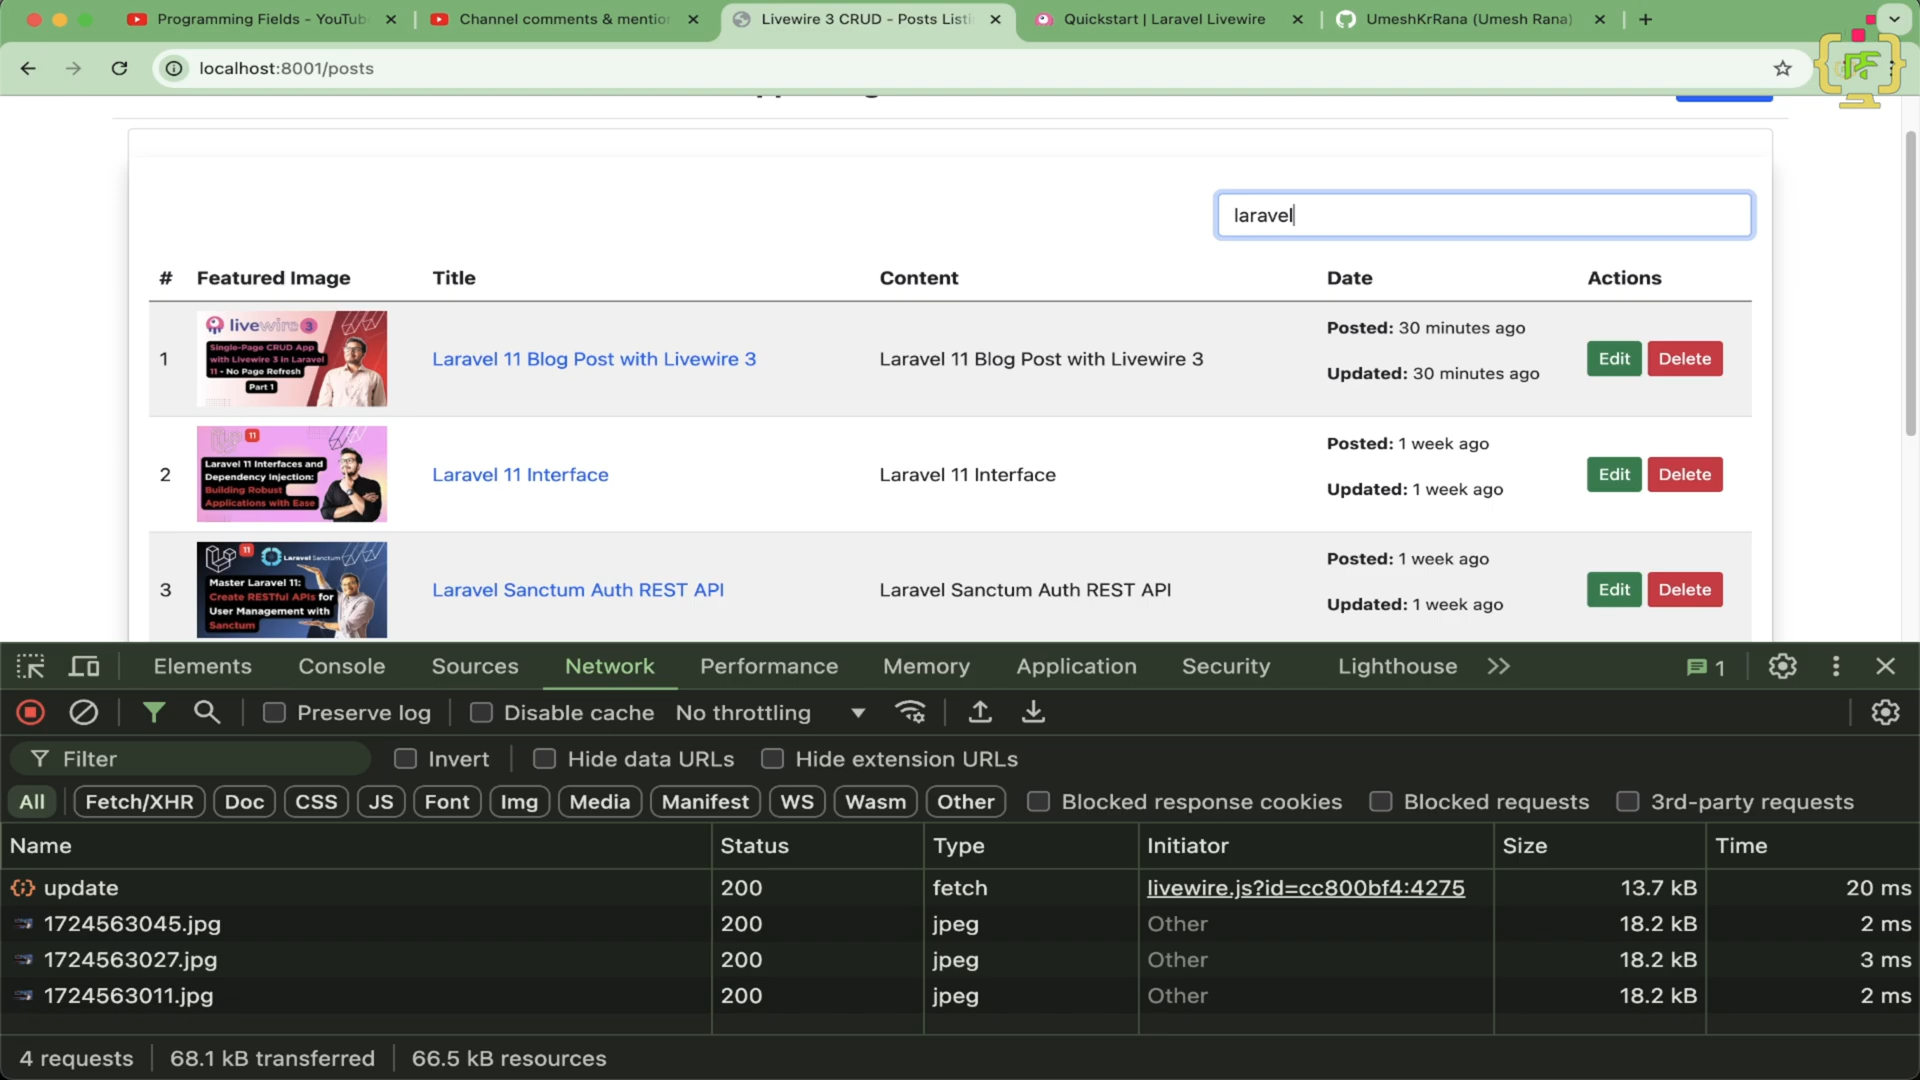 Programming Fields - YouTub
Channel comments & mention
Livewire 3 CRUD - Posts Listi
Quickstart | Laravel Livewire
UmeshKrRana (Umesh Rana)
localhost:8001/posts
laravel
# Featured Image Title Content Date Actions
livewire 3
Single-Page CRUD App
with Livewire 3 in Laravel
11 - No Page Refresh
Part 1
1 Laravel 11 Blog Post with Livewire 3 Laravel 11 Blog Post with Livewire 3
Posted: 30 minutes ago
Updated: 30 minutes ago
Edit Delete
11
Laravel 11 Interfaces and
Dependency Injection:
Building Robust
Applications with Ease
2 Laravel 11 Interface Laravel 11 Interface
Posted: 1 week ago
Updated: 1 week ago
Edit Delete
11 Laravel Sanctum
Master Laravel 11:
Create RESTful APIs for
User Management with
Sanctum
3 Laravel Sanctum Auth REST API Laravel Sanctum Auth REST API
Posted: 1 week ago
Updated: 1 week ago
Edit Delete
Elements Console Sources Network Performance Memory Application Security Lighthouse 1
Preserve log Disable cache No throttling
Filter Invert Hide data URLs Hide extension URLs
All Fetch/XHR Doc CSS JS Font Img Media Manifest WS Wasm Other Blocked response cookies Blocked requests 3rd-party requests
Name Status Type Initiator Size Time
update 200 fetch livewire.js?id=cc800bf4:4275 13.7 kB 20 ms
1724563045.jpg 200 jpeg Other 18.2 kB 2 ms
1724563027.jpg 200 jpeg Other 18.2 kB 3 ms
1724563011.jpg 200 jpeg Other 18.2 kB 2 ms
4 requests 68.1 kB transferred 66.5 kB resources